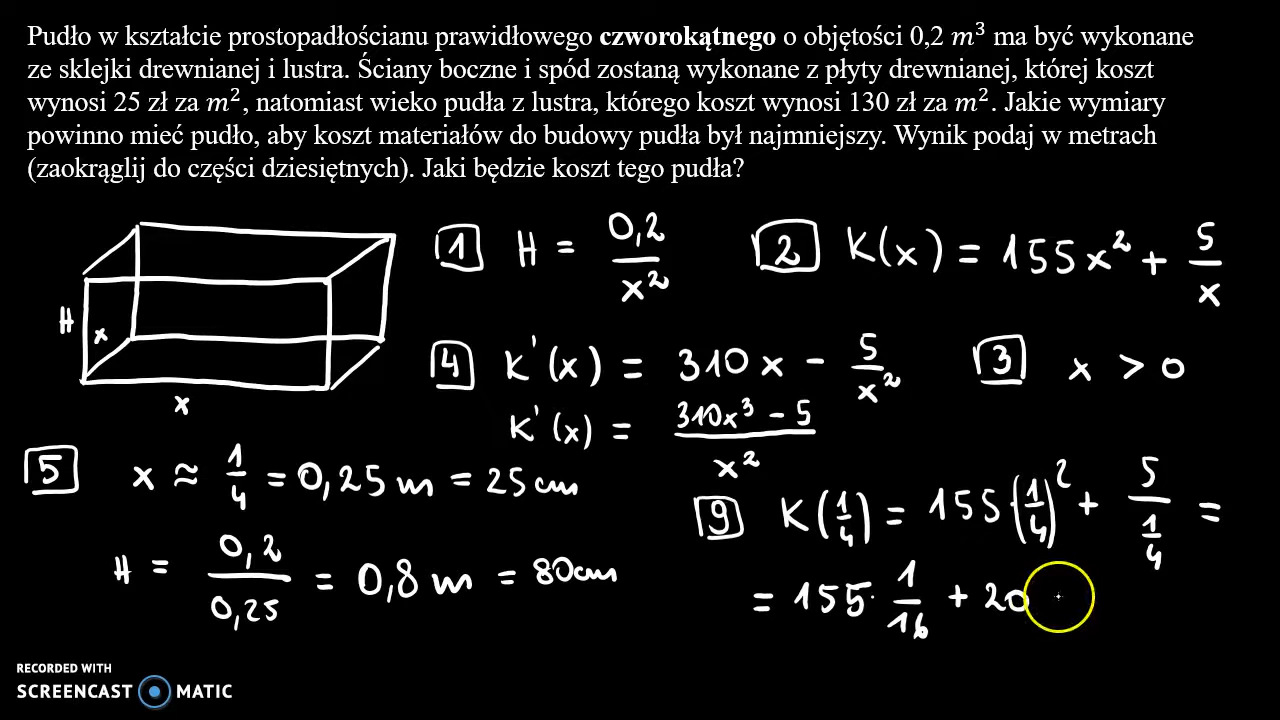 Pudło w kształcie prostopadłościanu prawidłowego czworokątnego o objętości 0,2 m³ ma być wykonane
ze sklejki drewnianej i lustra. Ściany boczne i spód zostaną wykonane z płyty drewnianej, której koszt
wynosi 25 zł za m², natomiast wieko pudła z lustra, którego koszt wynosi 130 zł za m². Jakie wymiary
powinno mieć pudło, aby koszt materiałów do budowy pudła był najmniejszy. Wynik podaj w metrach
(zaokrąglij do części dziesiętnych). Jaki będzie koszt tego pudła?
H
x
x
1 H = 0,2/x²
2 K(x) = 155x² + 5/x
4 K'(x) = 310x - 5/x²
3 x > 0
K'(x) = (310x³ - 5)/x²
5 x ≈ 1/4 = 0,25 m = 25 cm
H = 0,2/0,25 = 0,8 m = 80 cm
9 K(1/4) = 155(1/4)² + 5/(1/4) =
= 155 · 1/16 + 20
RECORDED WITH
SCREENCAST MATIC